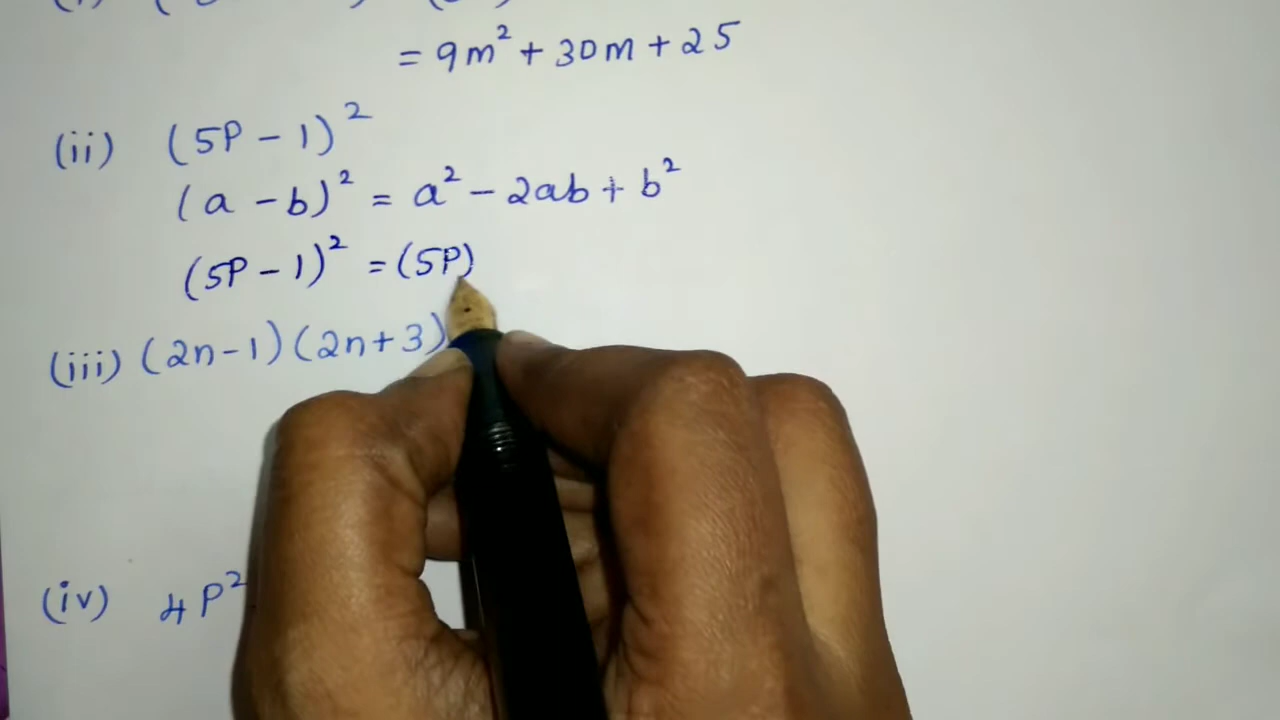 = 9m² + 30m + 25
(ii) (5P - 1)²
(a - b)² = a² - 2ab + b²
(5P - 1)² = (5P)
(iii) (2n - 1)(2n + 3)
(iv) 4P²